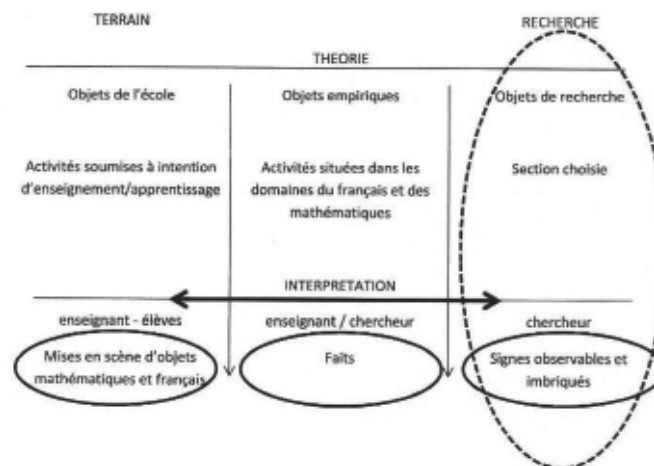 TERRAIN RECHERCHE
THEORIE
Objets de l'école Objets empiriques Objets de recherche
Activités soumises à intention Activités situées dans les Section choisie
d'enseignement/apprentissage domaines du français et des
mathématiques
INTERPRETATION
enseignant - élèves enseignant / chercheur chercheur
Mises en scène d'objets Faits Signes observables et
mathématiques et français imbriqués